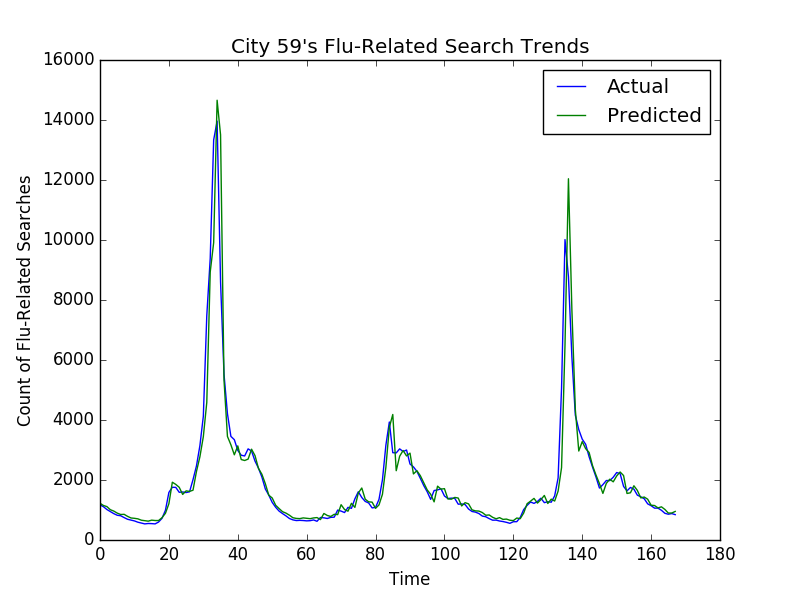 City 59's Flu-Related Search Trends
16000
14000
12000
10000
8000
6000
4000
2000
0
Count of Flu-Related Searches
Actual
Predicted
0 20 40 60 80 100 120 140 160 180
Time